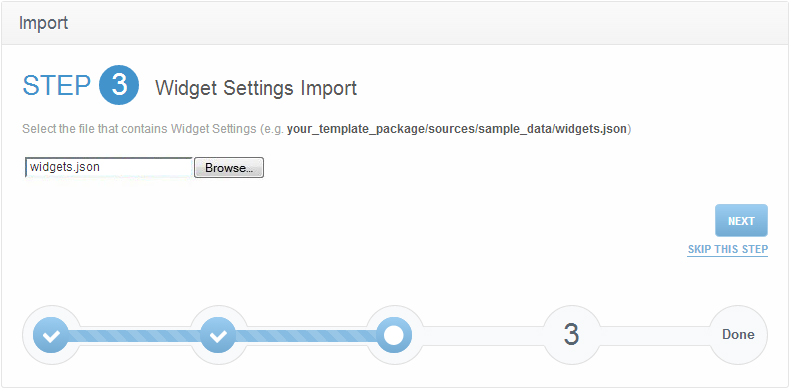 Import
STEP 3 Widget Settings Import
Select the file that contains Widget Settings (e.g. your_template_package/sources/sample_data/widgets.json)
widgets.json Browse...
NEXT
SKIP THIS STEP
3 Done